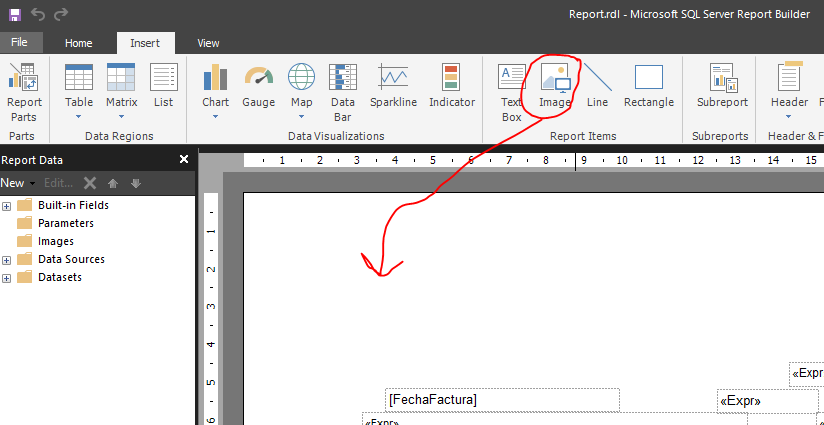 Report.rdl - Microsoft SQL Server Report Builder
File Home Insert View
Report Parts
Table
Matrix
List
Chart
Gauge
Map
Data Bar
Sparkline
Indicator
Text Box
Image
Line
Rectangle
Subreport
Header
Parts
Data Regions
Data Visualizations
Report Items
Subreports
Header & F
Report Data
1 2 3 4 5 6 7 8 9 10 11 12 13 14 15
New Edit...
Built-in Fields
Parameters
Images
Data Sources
Datasets
1
2
3
4
5
6
«Expr
[FechaFactura]
«Expr»
«Expr»